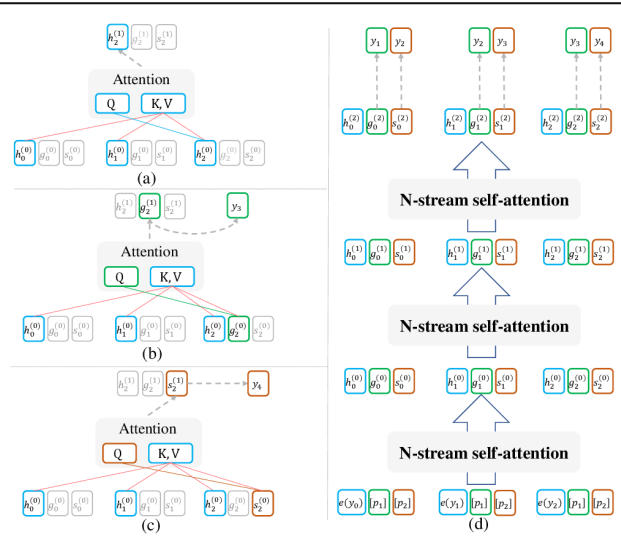 h_2^{(1)} g_2^{(1)} s_2^{(1)}
Attention
Q K, V
h_0^{(0)} g_0^{(0)} s_0^{(0)} h_1^{(0)} g_1^{(0)} s_1^{(0)} h_2^{(0)} g_2^{(0)} s_2^{(0)}
(a)
h_2^{(1)} g_2^{(1)} s_2^{(1)} y_3
Attention
Q K, V
h_0^{(0)} g_0^{(0)} s_0^{(0)} h_1^{(0)} g_1^{(0)} s_1^{(0)} h_2^{(0)} g_2^{(0)} s_2^{(0)}
(b)
h_2^{(1)} g_2^{(1)} s_2^{(1)} y_4
Attention
Q K, V
h_0^{(0)} g_0^{(0)} s_0^{(0)} h_1^{(0)} g_1^{(0)} s_1^{(0)} h_2^{(0)} g_2^{(0)} s_2^{(0)}
(c)
y_1 y_2 y_2 y_3 y_3 y_4
h_0^{(2)} g_0^{(2)} s_0^{(2)} h_1^{(2)} g_1^{(2)} s_1^{(2)} h_2^{(2)} g_2^{(2)} s_2^{(2)}
N-stream self-attention
h_0^{(1)} g_0^{(1)} s_0^{(1)} h_1^{(1)} g_1^{(1)} s_1^{(1)} h_2^{(1)} g_2^{(1)} s_2^{(1)}
N-stream self-attention
h_0^{(0)} g_0^{(0)} s_0^{(0)} h_1^{(0)} g_1^{(0)} s_1^{(0)} h_2^{(0)} g_2^{(0)} s_2^{(0)}
N-stream self-attention
e(y_0) [p_1] [p_2] e(y_1) [p_1] [p_2] e(y_2) [p_1] [p_2]
(d)